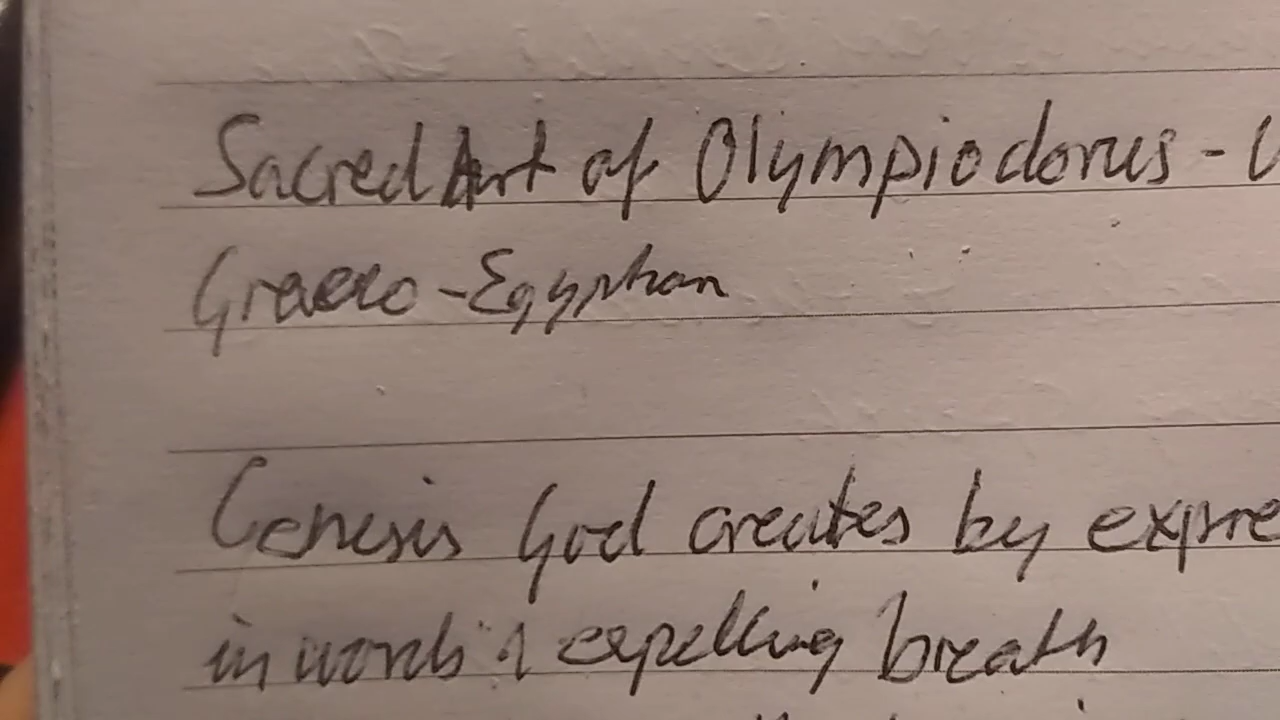 Sacred Art of Olympiodorus -
Graeco-Egyptian
Genesis God creates by expre
in words & expelling breath